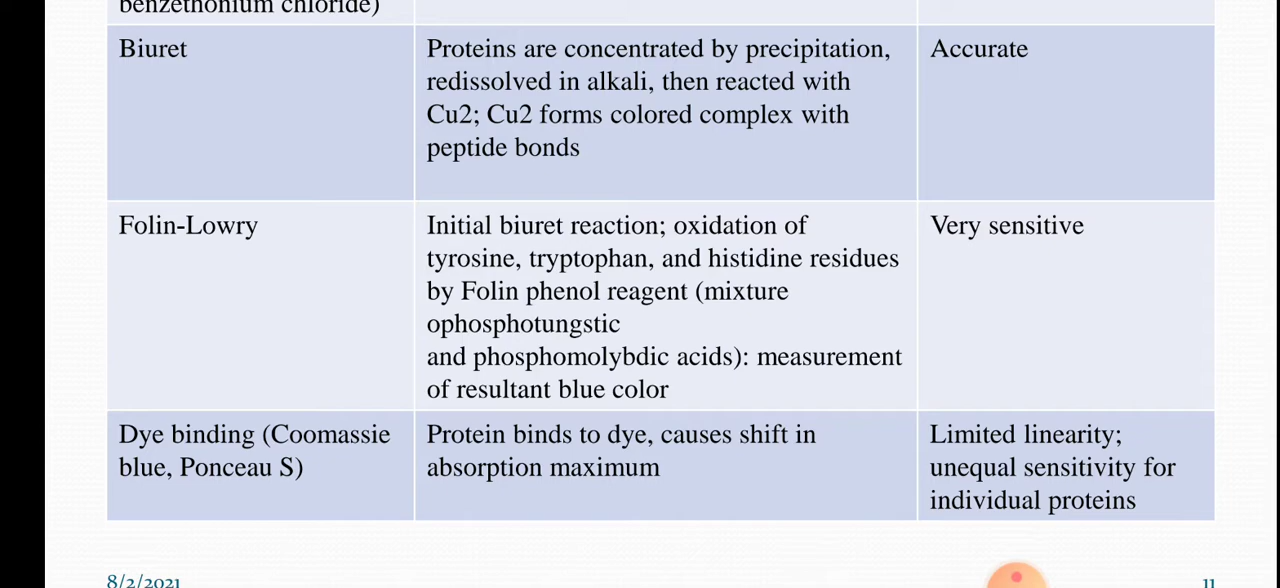 benzethonium chloride)
Biuret
Proteins are concentrated by precipitation,
redissolved in alkali, then reacted with
Cu2; Cu2 forms colored complex with
peptide bonds
Accurate
Folin-Lowry
Initial biuret reaction; oxidation of
tyrosine, tryptophan, and histidine residues
by Folin phenol reagent (mixture
ophosphotungstic
and phosphomolybdic acids): measurement
of resultant blue color
Very sensitive
Dye binding (Coomassie
blue, Ponceau S)
Protein binds to dye, causes shift in
absorption maximum
Limited linearity;
unequal sensitivity for
individual proteins
8/2/2021
11